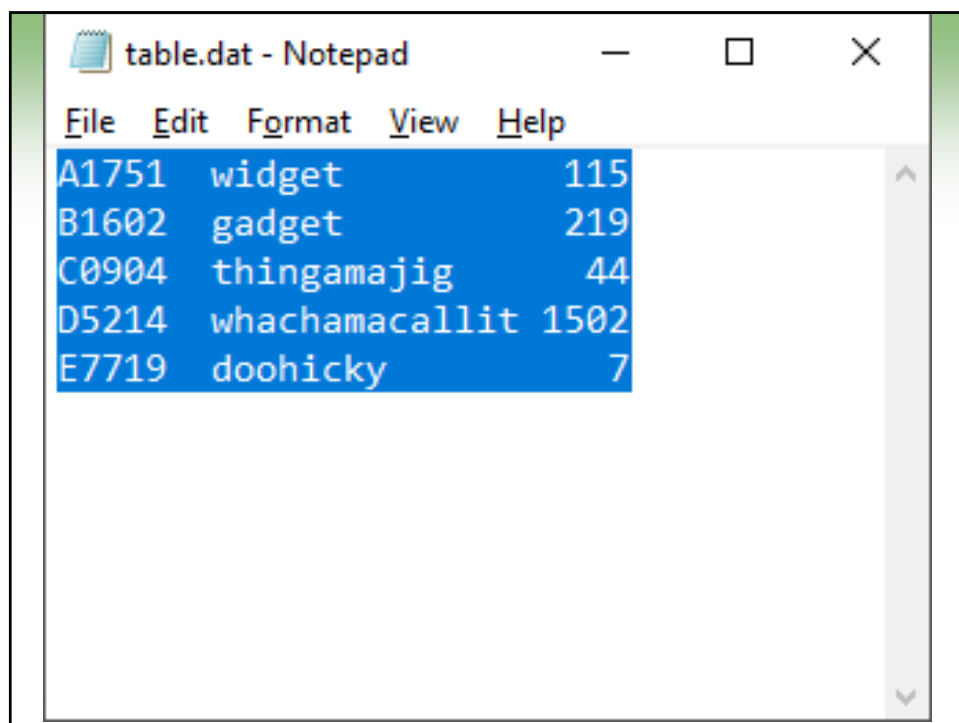 table.dat - Notepad
File Edit Format View Help
A1751  widget          115
B1602  gadget          219
C0904  thingamajig      44
D5214  whachamacallit 1502
E7719  doohicky          7